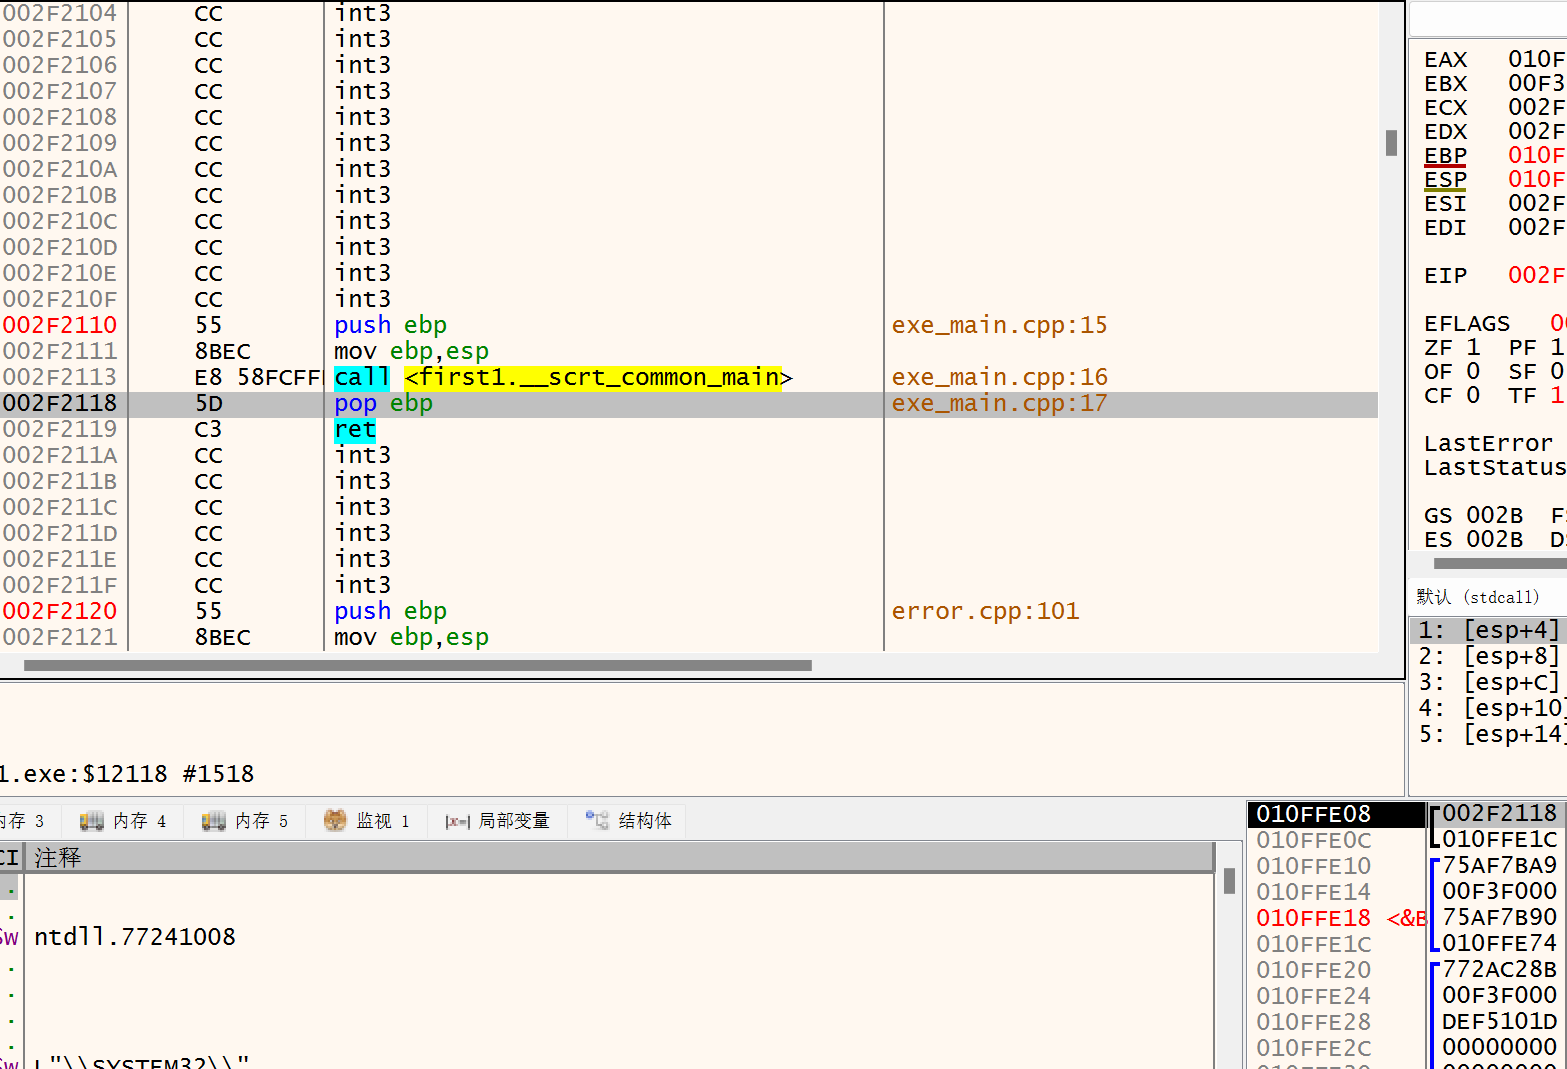 002F2104 CC int3
002F2105 CC int3
002F2106 CC int3
002F2107 CC int3
002F2108 CC int3
002F2109 CC int3
002F210A CC int3
002F210B CC int3
002F210C CC int3
002F210D CC int3
002F210E CC int3
002F210F CC int3
002F2110 55 push ebp exe_main.cpp:15
002F2111 8BEC mov ebp,esp
002F2113 E8 58FCFF call <first1.__scrt_common_main> exe_main.cpp:16
002F2118 5D pop ebp exe_main.cpp:17
002F2119 C3 ret
002F211A CC int3
002F211B CC int3
002F211C CC int3
002F211D CC int3
002F211E CC int3
002F211F CC int3
002F2120 55 push ebp error.cpp:101
002F2121 8BEC mov ebp,esp
EAX 010F
EBX 00F3
ECX 002F
EDX 002F
EBP 010F
ESP 010F
ESI 002F
EDI 002F
EIP 002F
EFLAGS
ZF 1 PF 1
OF 0 SF 0
CF 0 TF 1
LastError
LastStatus
GS 002B
ES 002B
默认 (stdcall)
1: [esp+4]
2: [esp+8]
3: [esp+C]
4: [esp+10]
5: [esp+14]
1.exe:$12118 #1518
内存 3 内存 4 内存 5 监视 1 |x=| 局部变量 结构体
CI 注释
ntdll.77241008
L"\\SYSTEM32\\"
010FFE08 002F2118
010FFE0C 010FFE1C
010FFE10 75AF7BA9
010FFE14 00F3F000
010FFE18 <&B 75AF7B90
010FFE1C 010FFE74
010FFE20 772AC28B
010FFE24 00F3F000
010FFE28 DEF5101D
010FFE2C 00000000